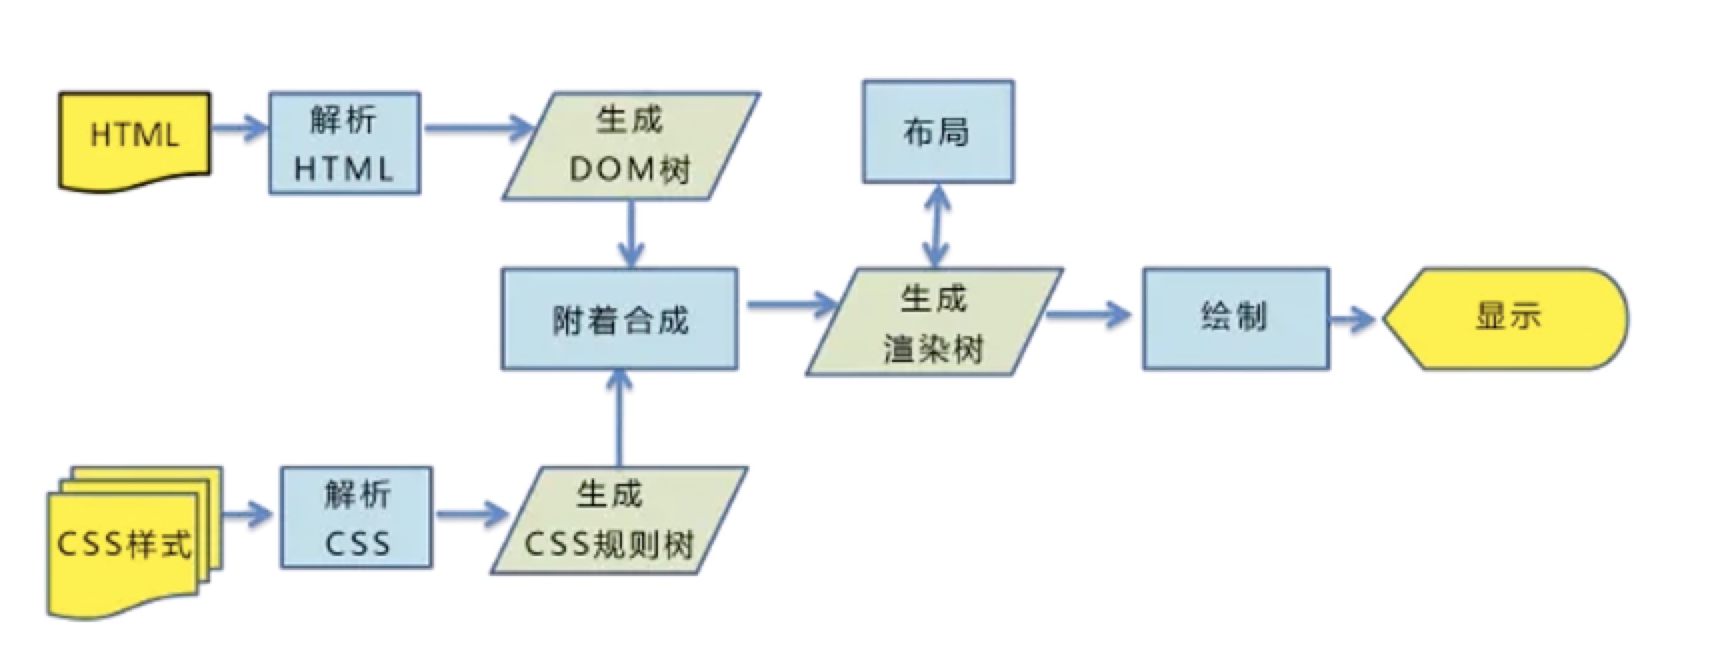 HTML
解析
HTML
生成
DOM树
布局
附着合成
生成
渲染树
绘制
显示
CSS样式
解析
CSS
生成
CSS规则树